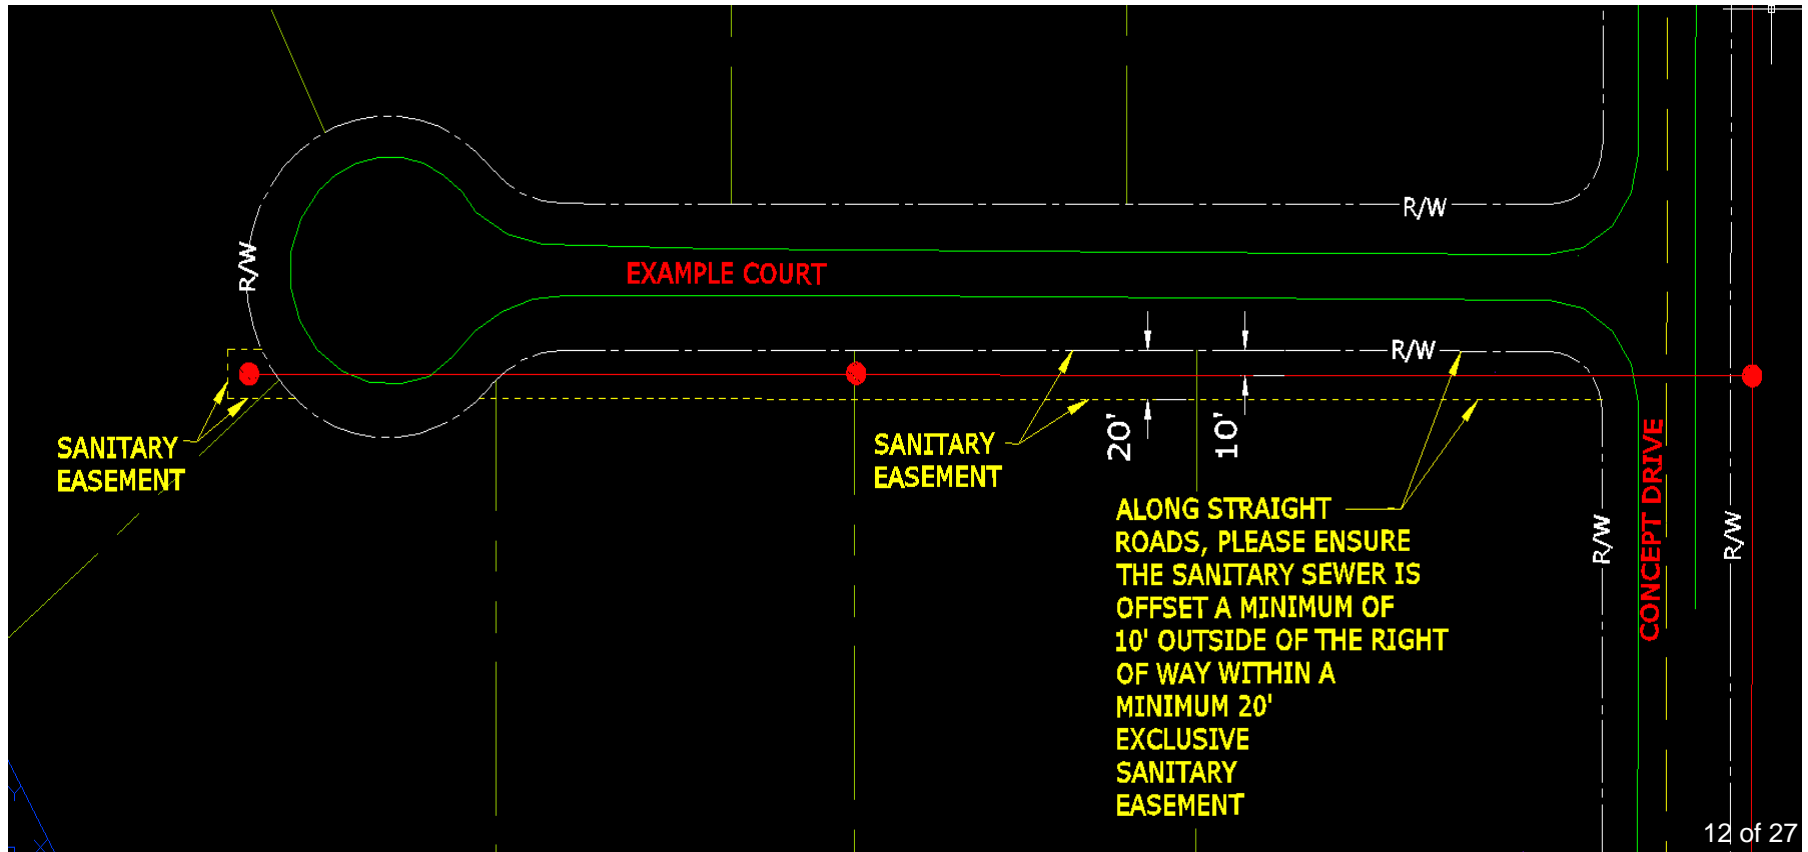 R/W
R/W
EXAMPLE COURT
R/W
SANITARY
EASEMENT
SANITARY
EASEMENT
20'
10'
ALONG STRAIGHT
ROADS, PLEASE ENSURE
THE SANITARY SEWER IS
OFFSET A MINIMUM OF
10' OUTSIDE OF THE RIGHT
OF WAY WITHIN A
MINIMUM 20'
EXCLUSIVE
SANITARY
EASEMENT
R/W
CONCEPT DRIVE
R/W
12 of 27